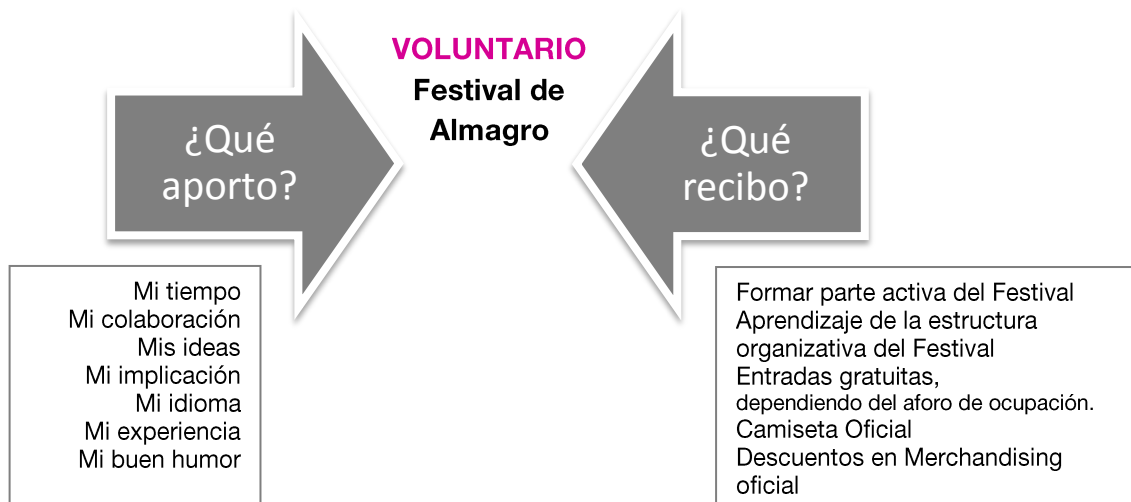 VOLUNTARIO
Festival de
Almagro
¿Qué
aporto?
¿Qué
recibo?
Mi tiempo
Mi colaboración
Mis ideas
Mi implicación
Mi idioma
Mi experiencia
Mi buen humor
Formar parte activa del Festival
Aprendizaje de la estructura
organizativa del Festival
Entradas gratuitas,
dependiendo del aforo de ocupación.
Camiseta Oficial
Descuentos en Merchandising
oficial